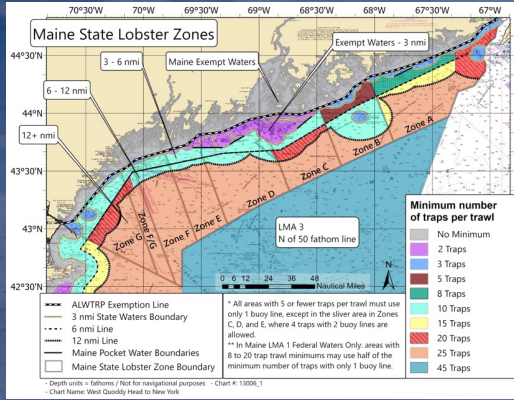 70°30'W 70°W 69°30'W 69°W 68°30'W 68°W 67°30'W 67°W
Maine State Lobster Zones
44°30'N
44°N
43°30'N
43°N
42°30'N
3 - 6 nmi
Maine Exempt Waters
Exempt Waters - 3 nmi
6 - 12 nmi
12+ nmi
Zone A
Zone B
Zone C
Zone D
Zone E
Zone F
Zone F/G
Zone G
LMA 3
N of 50 fathom line
0 6 12 24 36 48
Nautical Miles
N
Minimum number
of traps per trawl
No Minimum
2 Traps
3 Traps
5 Traps
8 Traps
10 Traps
15 Traps
20 Traps
25 Traps
45 Traps
ALWTRP Exemption Line
3 nmi State Waters Boundary
6 nmi Line
12 nmi Line
Maine Pocket Water Boundaries
Maine State Lobster Zone Boundary
* All areas with 5 or fewer traps per trawl must use
only 1 buoy line, except in the sliver area in Zones
C, D, and E, where 4 traps with 2 buoy lines are
allowed.
** In Maine LMA 1 Federal Waters Only: areas with
8 to 20 trap trawl minimums may use half of the
minimum number of traps with only 1 buoy line.
- Depth units = fathoms / Not for navigational purposes - Chart #: 13006_1
- Chart Name: West Quoddy Head to New York